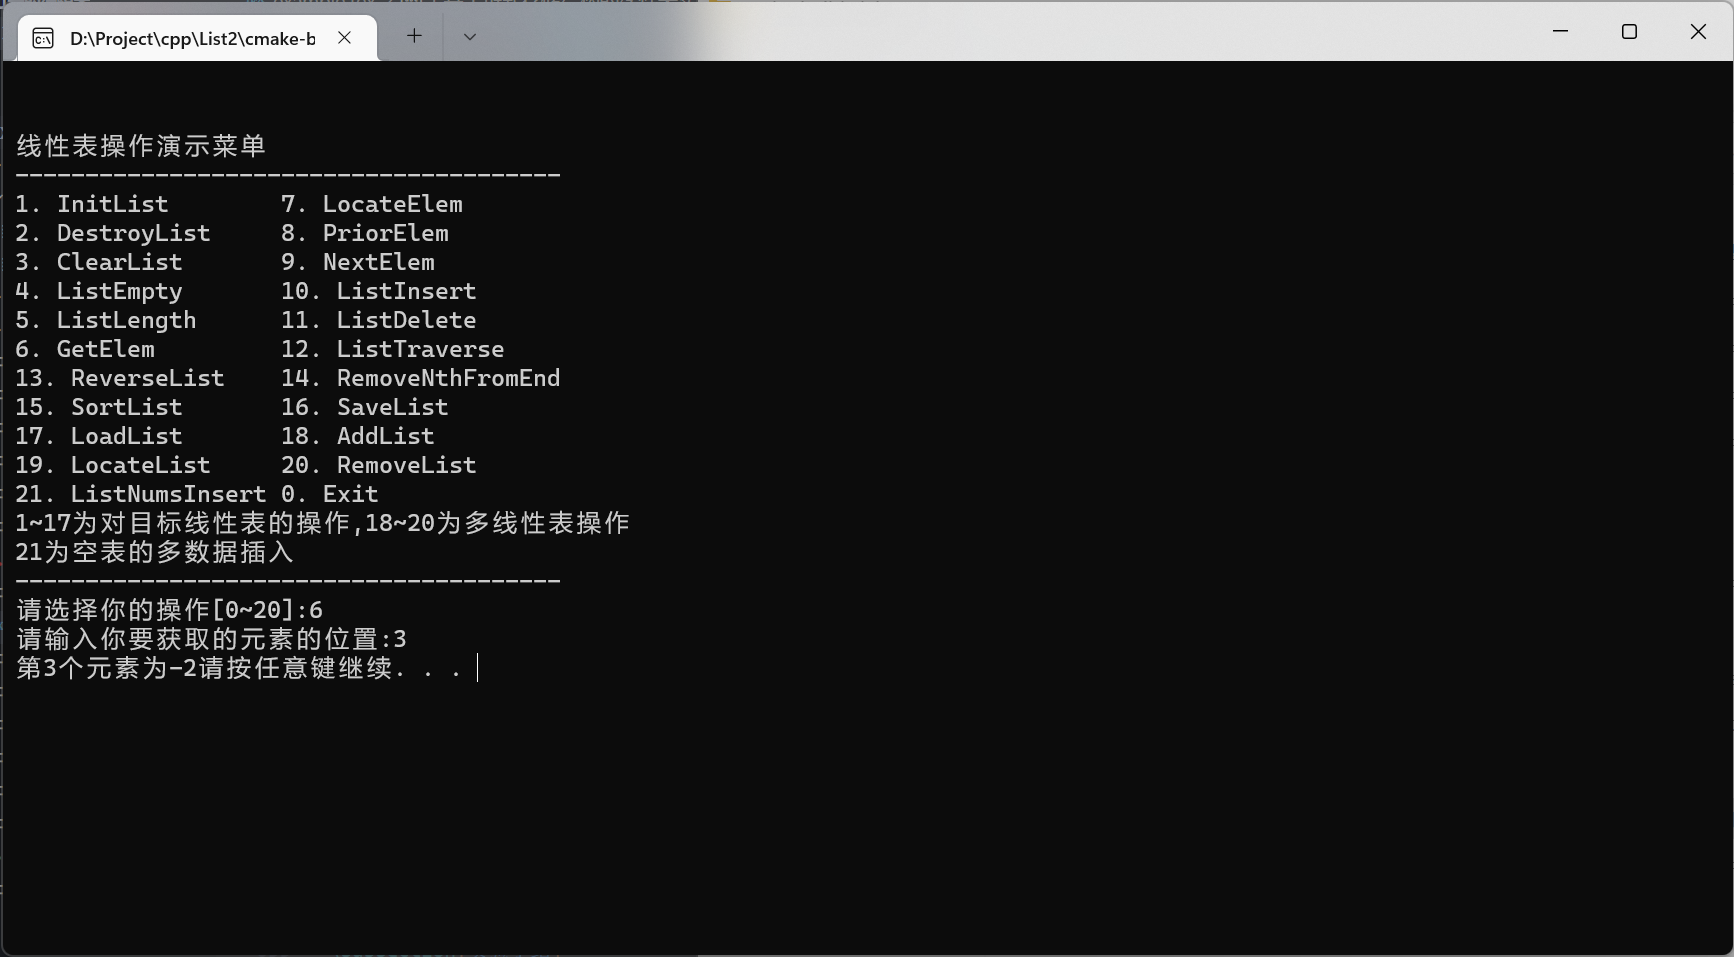 D:\Project\cpp\List2\cmake-b
线性表操作演示菜单
---------------------------------------
1. InitList        7. LocateElem
2. DestroyList     8. PriorElem
3. ClearList       9. NextElem
4. ListEmpty       10. ListInsert
5. ListLength      11. ListDelete
6. GetElem         12. ListTraverse
13. ReverseList    14. RemoveNthFromEnd
15. SortList       16. SaveList
17. LoadList       18. AddList
19. LocateList     20. RemoveList
21. ListNumsInsert 0. Exit
1~17为对目标线性表的操作,18~20为多线性表操作
21为空表的多数据插入
---------------------------------------
请选择你的操作[0~20]:6
请输入你要获取的元素的位置:3
第3个元素为-2请按任意键继续. . .